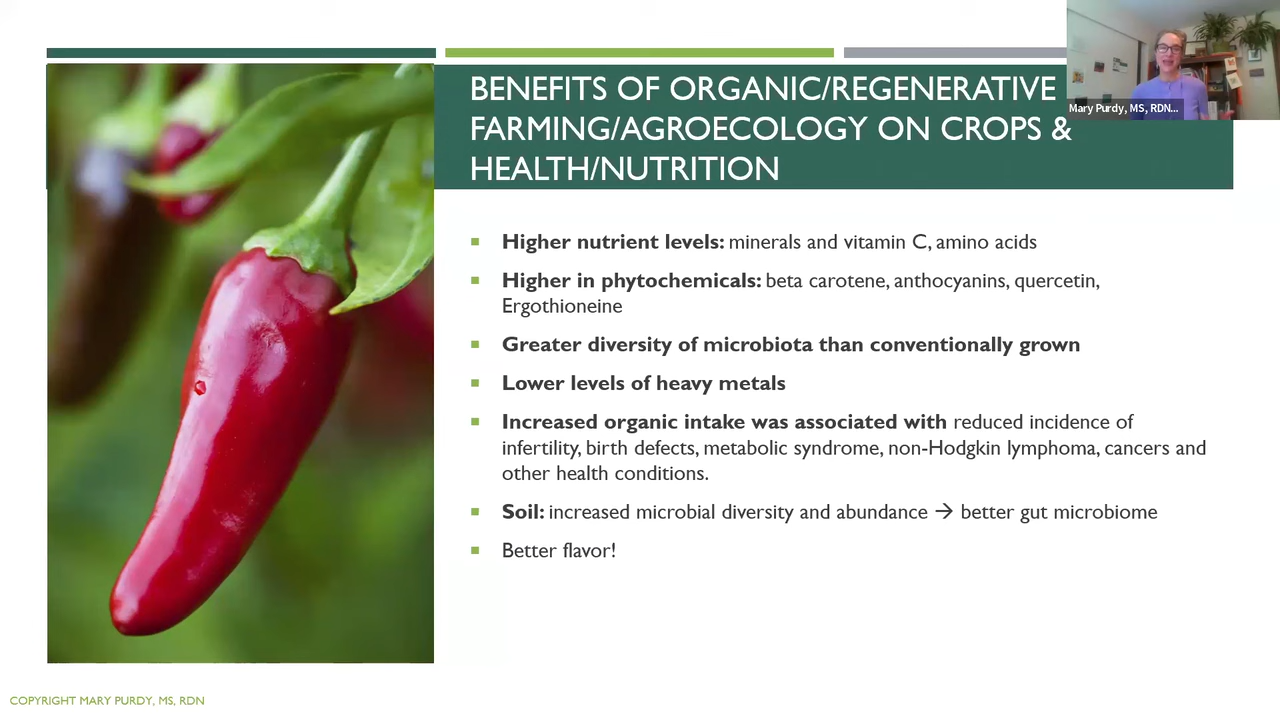 BENEFITS OF ORGANIC/REGENERATIVE
FARMING/AGROECOLOGY ON CROPS &
HEALTH/NUTRITION
Mary Purdy, MS, RDN...
Higher nutrient levels: minerals and vitamin C, amino acids
Higher in phytochemicals: beta carotene, anthocyanins, quercetin,
Ergothioneine
Greater diversity of microbiota than conventionally grown
Lower levels of heavy metals
Increased organic intake was associated with reduced incidence of
infertility, birth defects, metabolic syndrome, non-Hodgkin lymphoma, cancers and
other health conditions.
Soil: increased microbial diversity and abundance → better gut microbiome
Better flavor!
COPYRIGHT MARY PURDY, MS, RDN